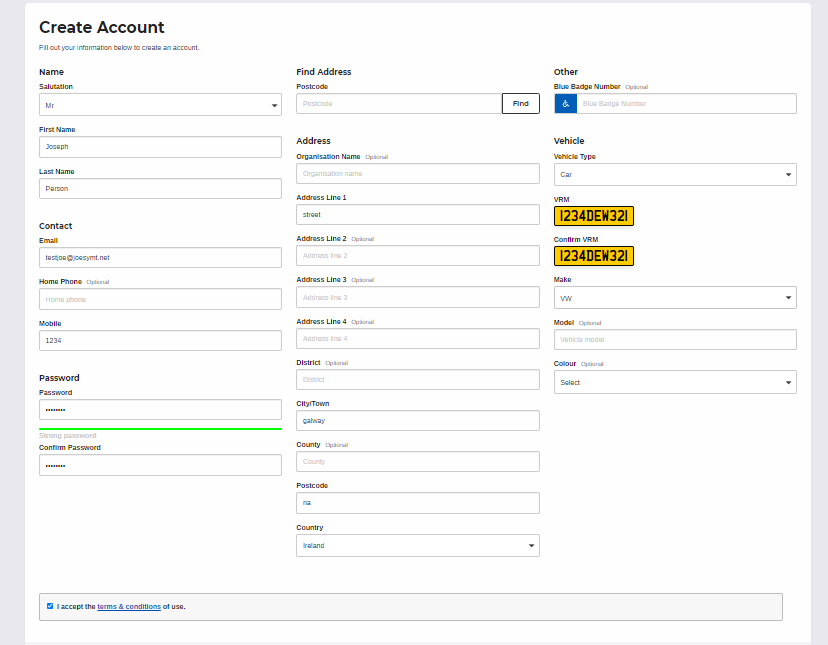 Create Account
Fill out your information below to create an account.
Name
Salutation
Mr
First Name
Joseph
Last Name
Person
Contact
Email
testjoe@joesymt.net
Home Phone Optional
Home phone
Mobile
1234
Password
Password
••••••••
Strong password
Confirm Password
••••••••
Find Address
Postcode
Postcode Find
Address
Organisation Name Optional
Organisation name
Address Line 1
street
Address Line 2 Optional
Address line 2
Address Line 3 Optional
Address line 3
Address Line 4 Optional
Address line 4
District Optional
District
City/Town
galway
County Optional
County
Postcode
na
Country
Ireland
Other
Blue Badge Number Optional
Blue Badge Number
Vehicle
Vehicle Type
Car
VRM
1234DEW321
Confirm VRM
1234DEW321
Make
VW
Model Optional
Vehicle model
Colour Optional
Select
I accept the terms & conditions of use.